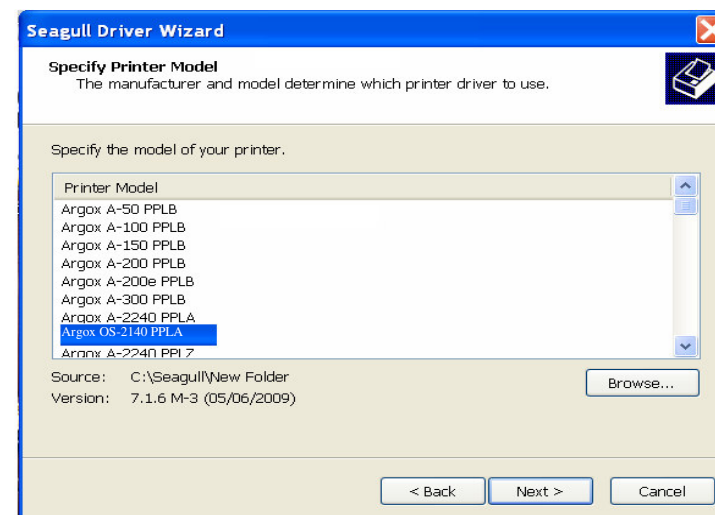 Seagull Driver Wizard
Specify Printer Model
The manufacturer and model determine which printer driver to use.
Specify the model of your printer.
Printer Model
Argox A-50 PPLB
Argox A-100 PPLB
Argox A-150 PPLB
Argox A-200 PPLB
Argox A-200e PPLB
Argox A-300 PPLB
Argox A-2240 PPLA
Argox OS-2140 PPLA
Argox A-2240 PPLZ
Source: C:\Seagull\New Folder
Browse...
Version: 7.1.6 M-3 (05/06/2009)
< Back Next > Cancel